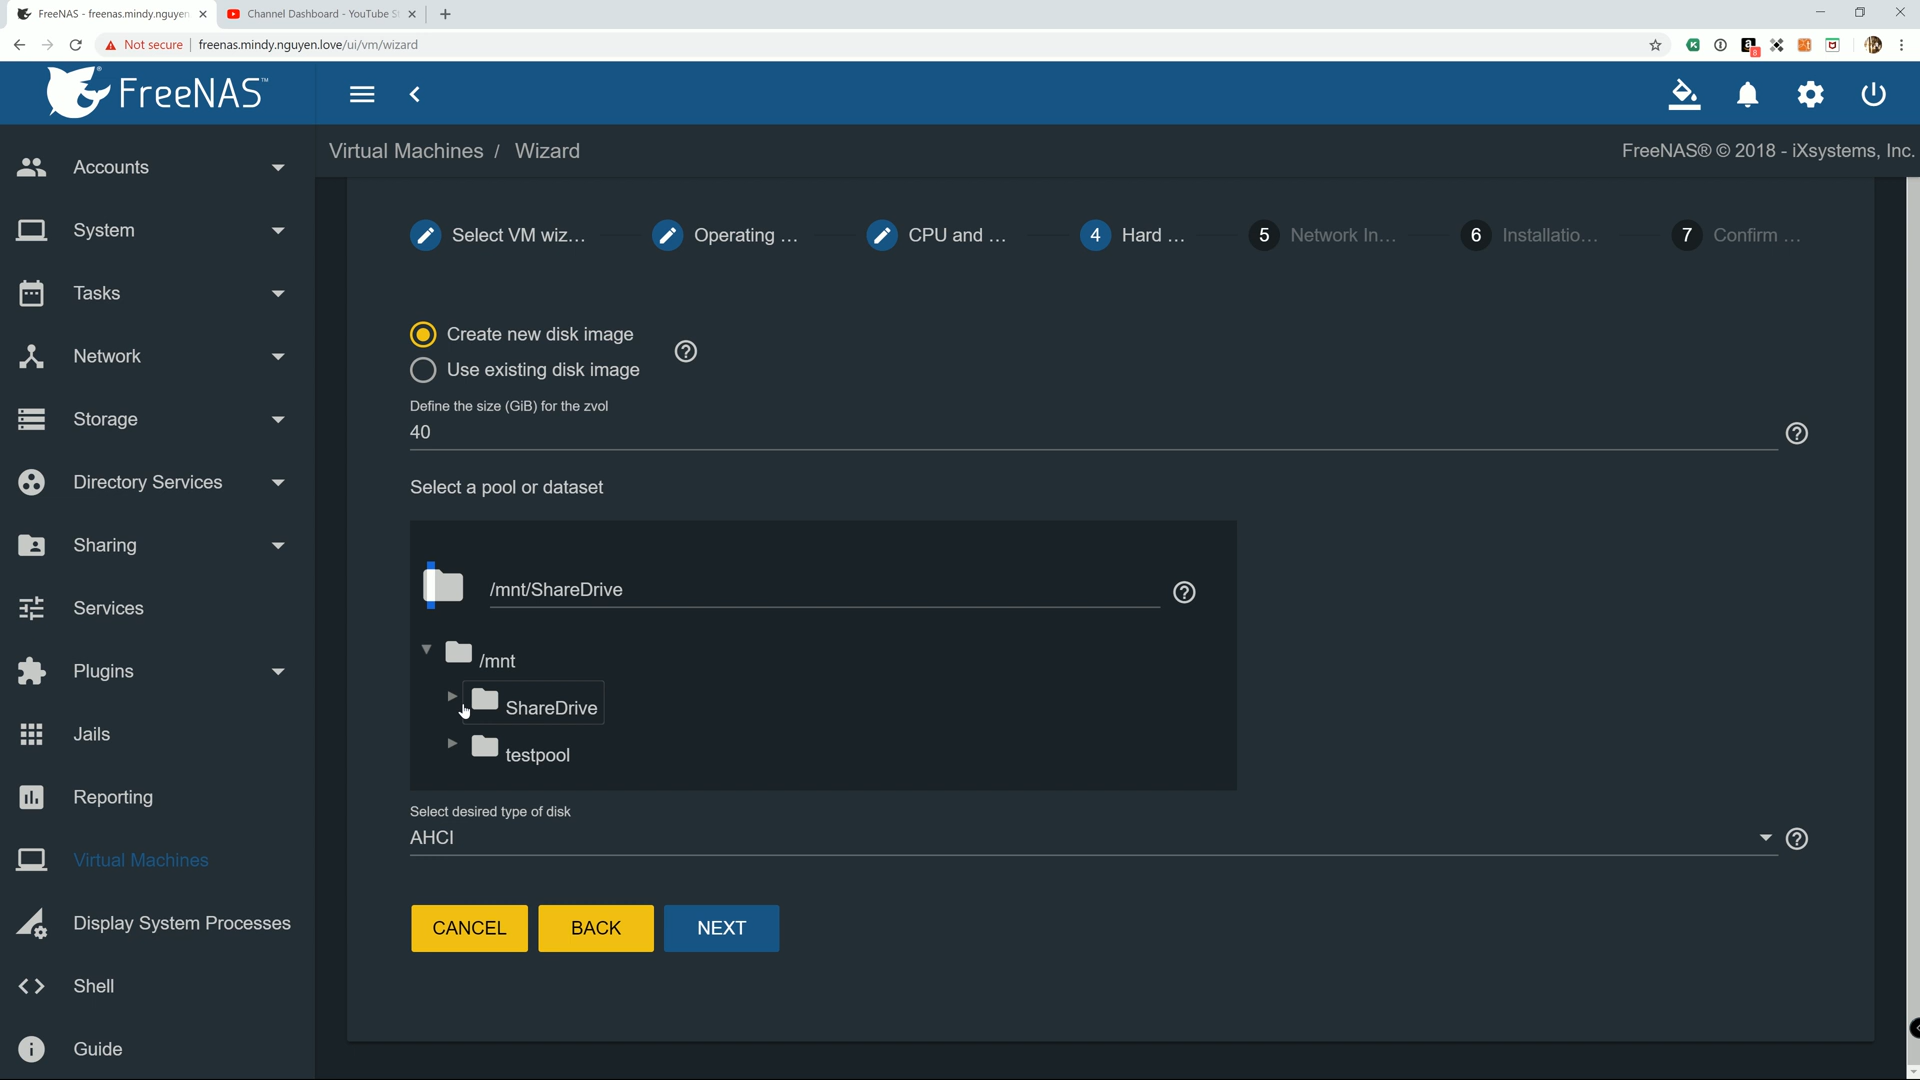 FreeNAS - freenas.mindy.nguyen
Channel Dashboard - YouTube S
Not secure
freenas.mindy.nguyen.love/ui/vm/wizard
FreeNAS™
Virtual Machines / Wizard
FreeNAS® © 2018 - iXsystems, Inc.
Accounts
System
Tasks
Network
Storage
Directory Services
Sharing
Services
Plugins
Jails
Reporting
Virtual Machines
Display System Processes
Shell
Guide
Select VM wiz...
Operating ...
CPU and ...
4 Hard ...
5 Network In...
6 Installatio...
7 Confirm ...
Create new disk image
Use existing disk image
Define the size (GiB) for the zvol
40
Select a pool or dataset
/mnt/ShareDrive
/mnt
ShareDrive
testpool
Select desired type of disk
AHCI
CANCEL
BACK
NEXT